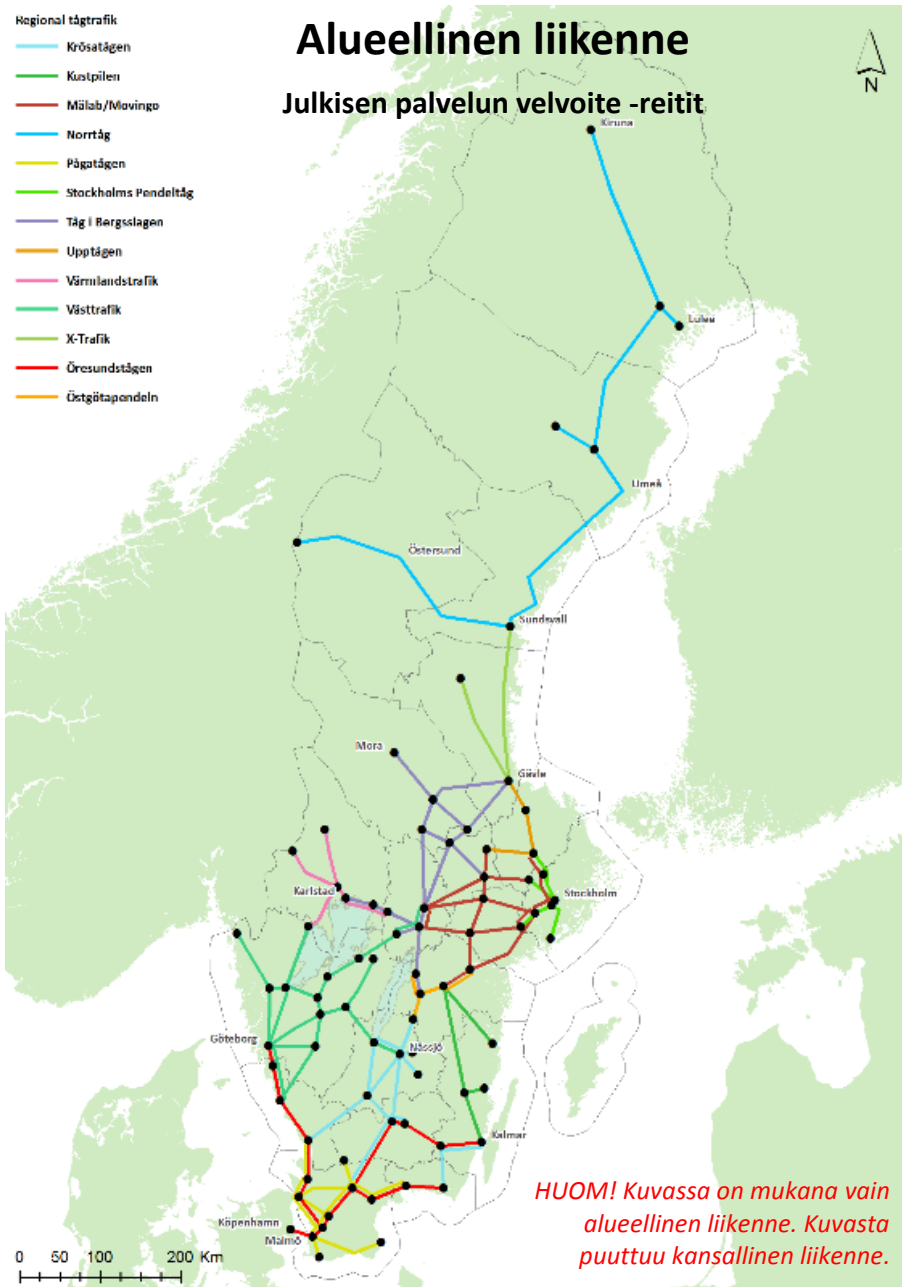 Alueellinen liikenne
Julkisen palvelun velvoite -reitit
Regional tågtrafik
Krösatågen
Kustpilen
Mälab/Movingo
Norrtåg
Pågatågen
Stockholms Pendeltåg
Tåg i Bergsslagen
Upptågen
Värmlandstrafik
Västtrafik
X-Trafik
Öresundstågen
Östgötapendeln
N
Kiruna
Luleå
Umeå
Östersund
Sundsvall
Mora
Gävle
Karlstad
Stockholm
Göteborg
Nässjö
Kalmar
Köpenhamn
Malmö
HUOM! Kuvassa on mukana vain
alueellinen liikenne. Kuvasta
puuttuu kansallinen liikenne.
0 50 100 200 Km